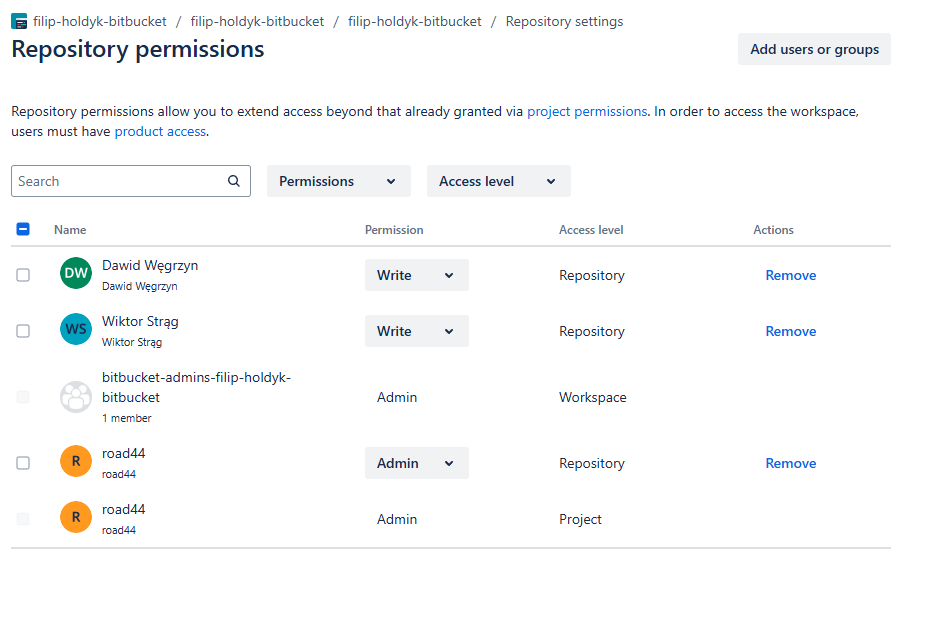 filip-holdyk-bitbucket / filip-holdyk-bitbucket / filip-holdyk-bitbucket / Repository settings
Repository permissions
Add users or groups
Repository permissions allow you to extend access beyond that already granted via project permissions. In order to access the workspace,
users must have product access.
Search
Permissions
Access level
Name Permission Access level Actions
DW Dawid Węgrzyn
Dawid Węgrzyn
Write Repository Remove
WS Wiktor Strąg
Wiktor Strąg
Write Repository Remove
bitbucket-admins-filip-holdyk-
bitbucket
1 member
Admin Workspace
R road44
road44
Admin Repository Remove
R road44
road44
Admin Project